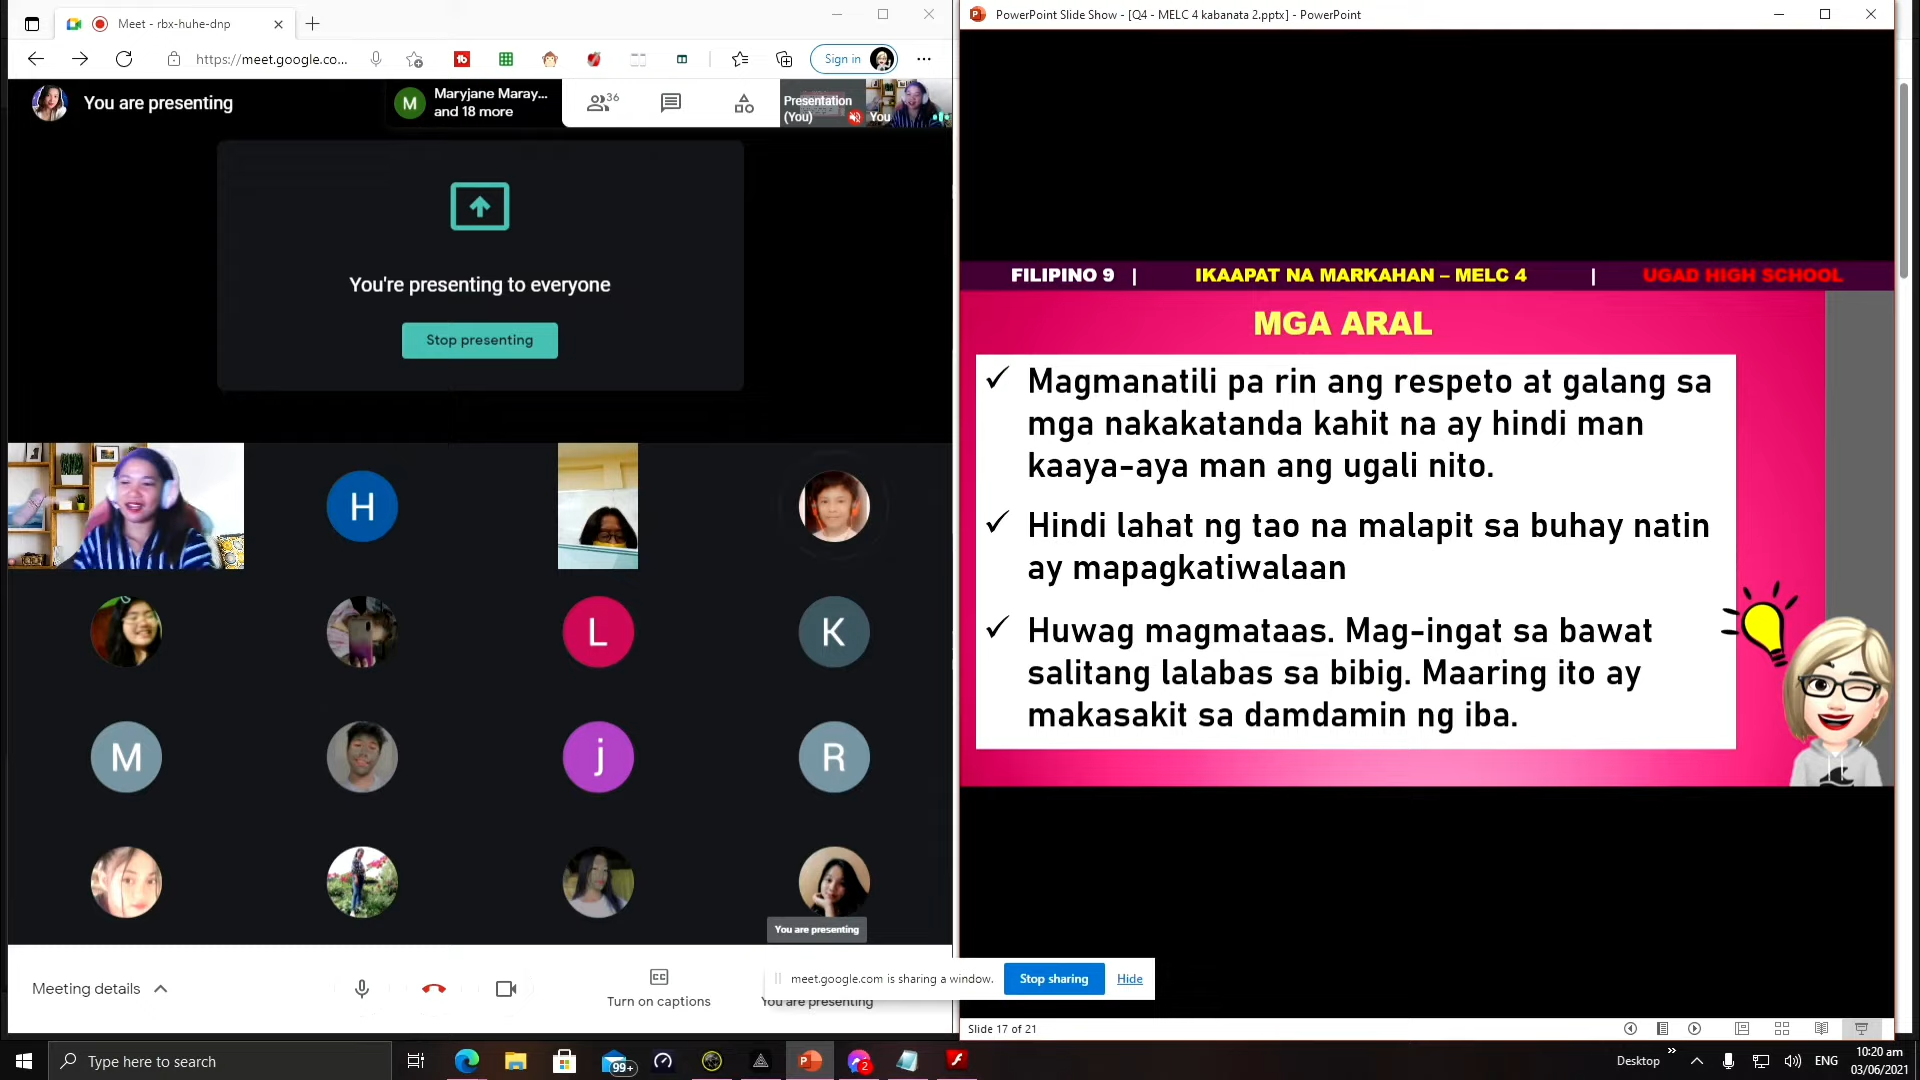 Meet - rbx-huhe-dnp
https://meet.google.co...
Sign in
You are presenting
M
Maryjane Maray...
and 18 more
36
Presentation
(You)
You
You're presenting to everyone
Stop presenting
H
L
K
M
j
R
You are presenting
Meeting details
Turn on captions
You are presenting
meet.google.com is sharing a window.
Stop sharing
Hide
PowerPoint Slide Show - [Q4 - MELC 4 kabanata 2.pptx] - PowerPoint
FILIPINO 9 | IKAAPAT NA MARKAHAN – MELC 4 | UGAD HIGH SCHOOL
MGA ARAL
✓ Magmanatili pa rin ang respeto at galang sa
mga nakakatanda kahit na ay hindi man
kaaya-aya man ang ugali nito.
✓ Hindi lahat ng tao na malapit sa buhay natin
ay mapagkatiwalaan
✓ Huwag magmataas. Mag-ingat sa bawat
salitang lalabas sa bibig. Maaring ito ay
makasakit sa damdamin ng iba.
Slide 17 of 21
Type here to search
99+
2
Desktop
ENG
10:20 am
03/06/2021